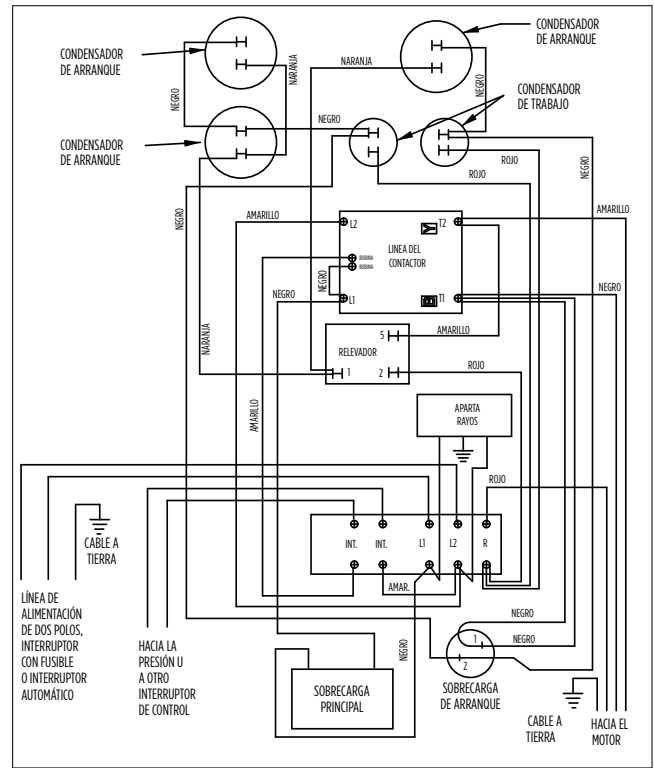 CONDENSADOR
DE ARRANQUE
CONDENSADOR
DE ARRANQUE
NARANJA
NARANJA
NEGRO
NEGRO
CONDENSADOR
DE TRABAJO
CONDENSADOR
DE ARRANQUE
NEGRO
ROJO
ROJO
NEGRO
NEGRO
AMARILLO
L2
T2
Y
AMARILLO
LINEA DEL
CONTACTOR
BOBINA
BOBINA
NEGRO
NEGRO
L1
B
T1
NEGRO
AMARILLO
5
RELEVADOR
1
2
ROJO
NARANJA
AMARILLO
APARTA
RAYOS
ROJO
INT.
INT.
L1
L2
R
AMAR.
CABLE A
TIERRA
LÍNEA DE
ALIMENTACIÓN
DE DOS POLOS,
INTERRUPTOR
CON FUSIBLE
O INTERRUPTOR
AUTOMÁTICO
HACIA LA
PRESIÓN U
A OTRO
INTERRUPTOR
DE CONTROL
NEGRO
NEGRO
NEGRO
1
2
SOBRECARGA
PRINCIPAL
SOBRECARGA
DE ARRANQUE
CABLE A
TIERRA
HACIA EL
MOTOR